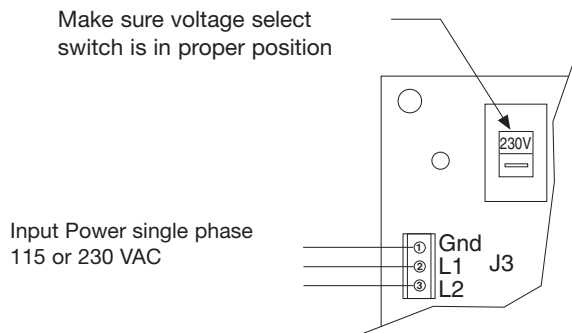 Make sure voltage select
switch is in proper position
230V
Input Power single phase
115 or 230 VAC
1 Gnd
2 L1 J3
3 L2